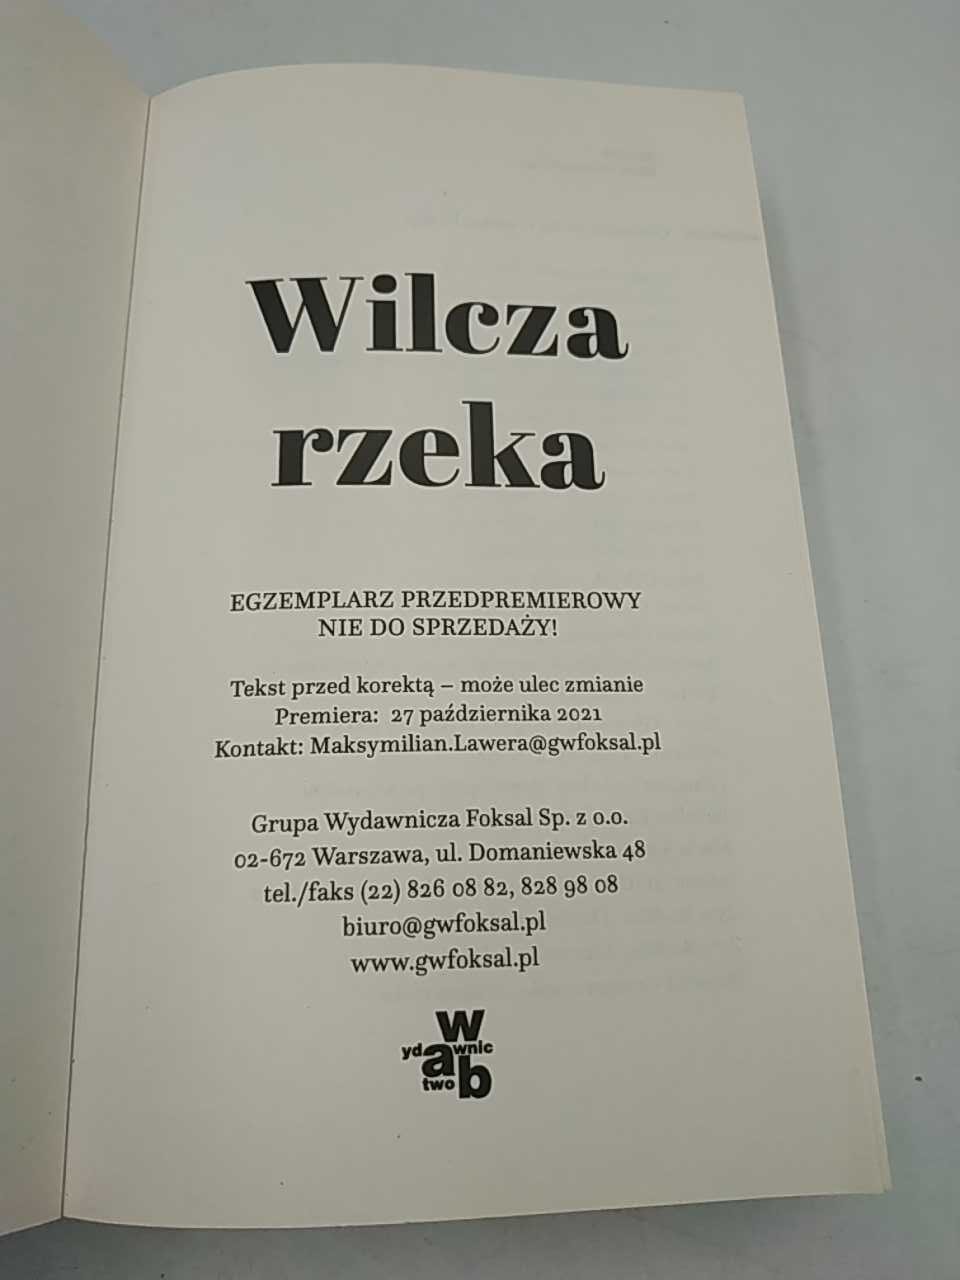 Wilcza
rzeka
EGZEMPLARZ PRZEDPREMIEROWY
NIE DO SPRZEDAŻY!
Tekst przed korektą – może ulec zmianie
Premiera: 27 października 2021
Kontakt: Maksymilian.Lawera@gwfoksal.pl
Grupa Wydawnicza Foksal Sp. z o.o.
02-672 Warszawa, ul. Domaniewska 48
tel./faks (22) 826 08 82, 828 98 08
biuro@gwfoksal.pl
www.gwfoksal.pl
w
ydawnic
two b